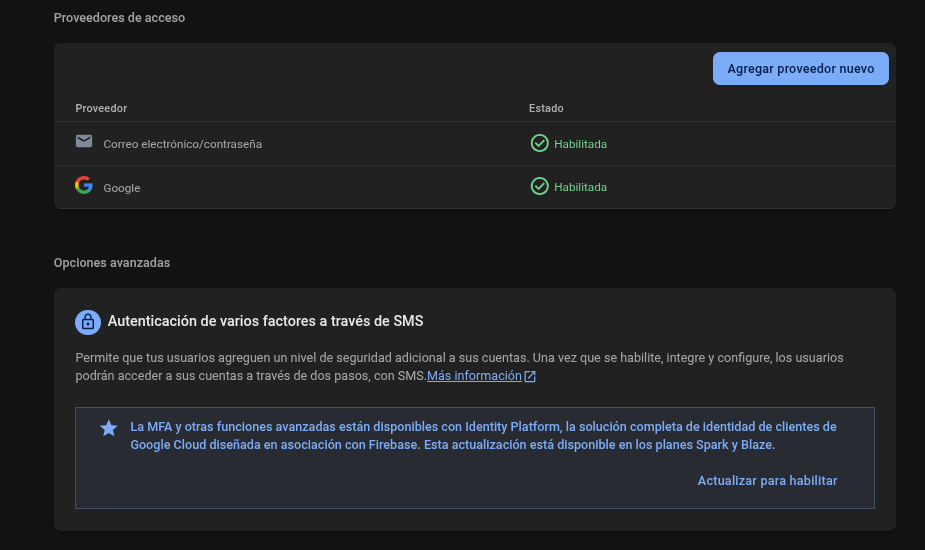 Proveedores de acceso
Agregar proveedor nuevo
Proveedor Estado
Correo electrónico/contraseña Habilitada
Google Habilitada
Opciones avanzadas
Autenticación de varios factores a través de SMS
Permite que tus usuarios agreguen un nivel de seguridad adicional a sus cuentas. Una vez que se habilite, integre y configure, los usuarios
podrán acceder a sus cuentas a través de dos pasos, con SMS.Más información
La MFA y otras funciones avanzadas están disponibles con Identity Platform, la solución completa de identidad de clientes de
Google Cloud diseñada en asociación con Firebase. Esta actualización está disponible en los planes Spark y Blaze.
Actualizar para habilitar